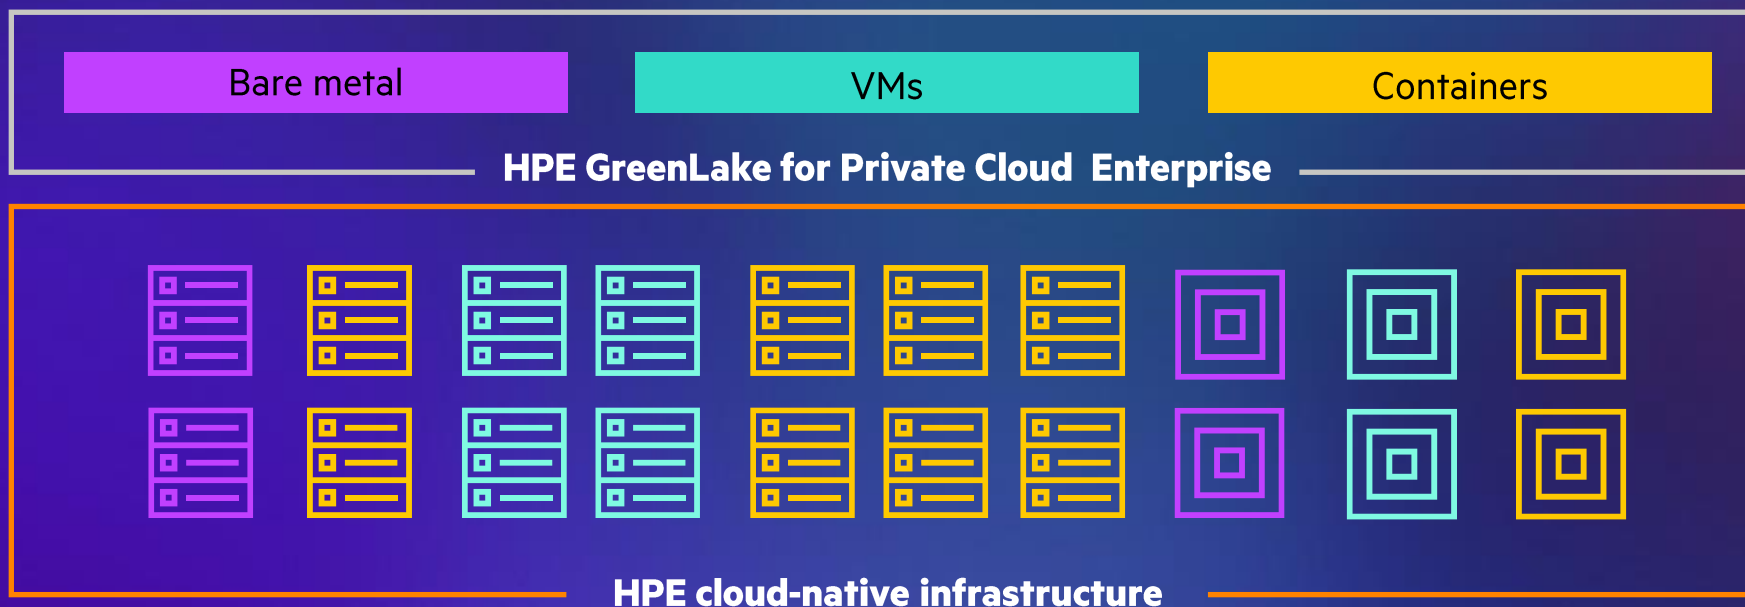 Bare metal
VMs
Containers
HPE GreenLake for Private Cloud Enterprise
HPE cloud-native infrastructure